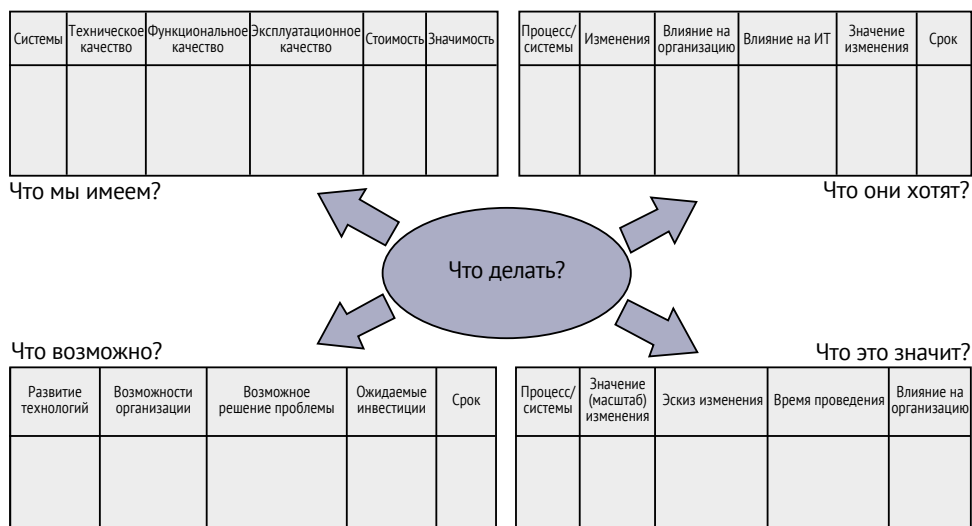 Системы
Техническое
качество
Функциональное
качество
Эксплуатационное
качество
Стоимость
Значимость
Что мы имеем?
Процесс/
системы
Изменения
Влияние на
организацию
Влияние на ИТ
Значение
изменения
Срок
Что они хотят?
Что делать?
Что возможно?
Развитие
технологий
Возможности
организации
Возможное
решение проблемы
Ожидаемые
инвестиции
Срок
Что это значит?
Процесс/
системы
Значение
(масштаб)
изменения
Эскиз изменения
Время проведения
Влияние на
организацию